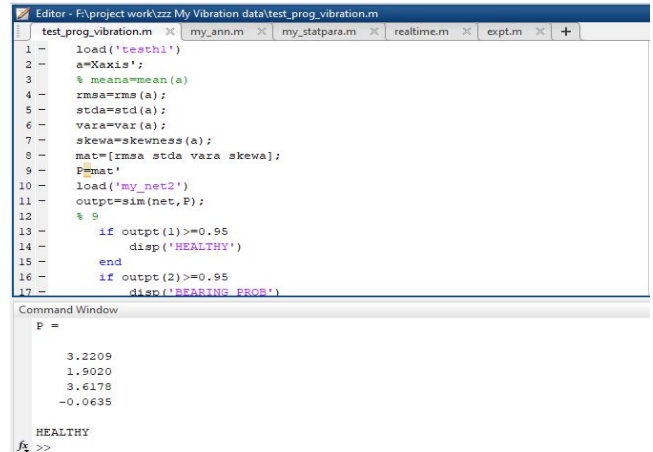 Editor - F:\project work\zzz My Vibration data\test_prog_vibration.m
test_prog_vibration.m × my_ann.m × my_statpara.m × realtime.m × expt.m × +
1 - load('testh1')
2 - a=Xaxis';
3 % meana=mean(a)
4 - rmsa=rms(a);
5 - stda=std(a);
6 - vara=var(a);
7 - skewa=skewness(a);
8 - mat=[rmsa stda vara skewa];
9 - P=mat'
10 - load('my_net2')
11 - outpt=sim(net,P);
12 % 9
13 - if outpt(1)>=0.95
14 - disp('HEALTHY')
15 - end
16 - if outpt(2)>=0.95
17 - disp('BEARING PROB')
Command Window
P =
3.2209
1.9020
3.6178
-0.0635
HEALTHY
fx >>